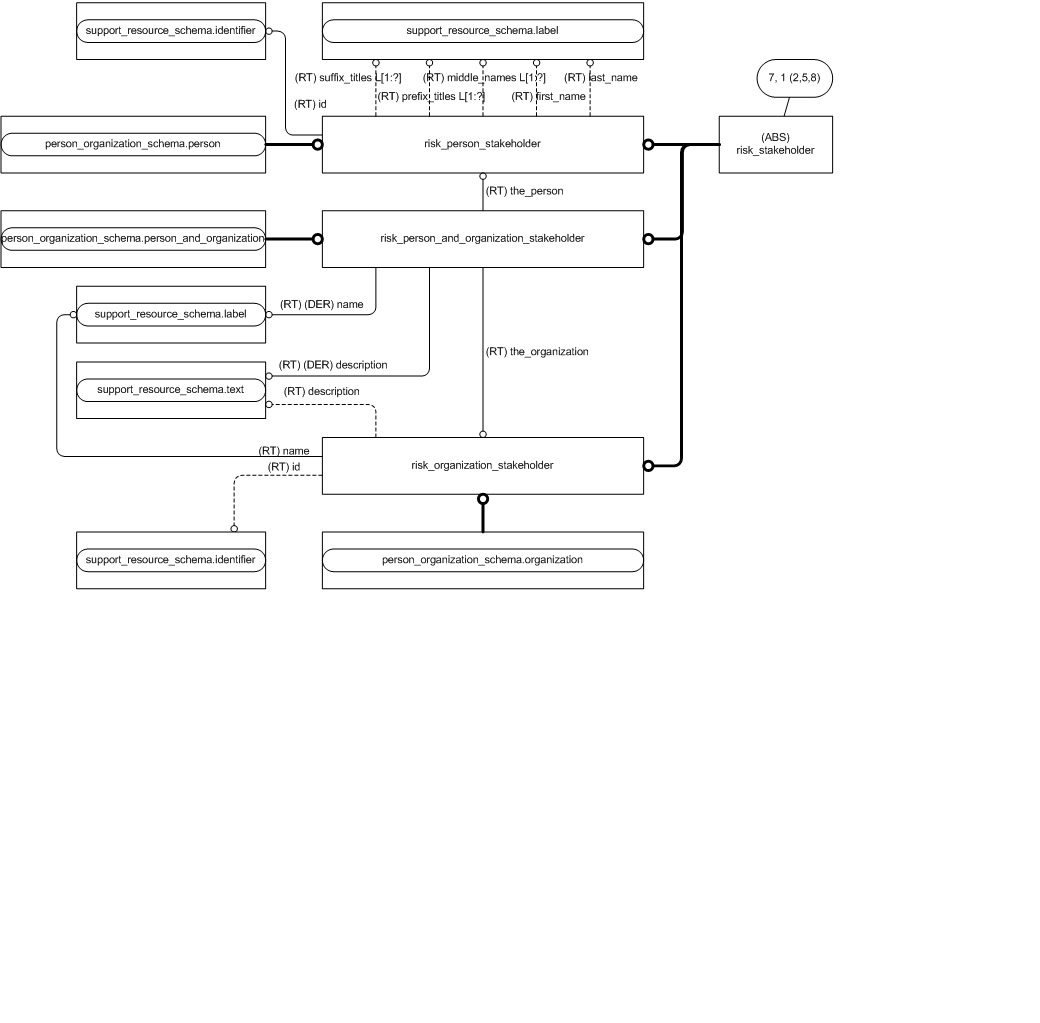 support_resource_schema.identifier
support_resource_schema.label
(RT) suffix_titles L[1:?]
(RT) middle_names L[1:?]
(RT) last_name
(RT) prefix_titles L[1:?]
(RT) first_name
(RT) id
7, 1 (2,5,8)
person_organization_schema.person
risk_person_stakeholder
(ABS)
risk_stakeholder
(RT) the_person
person_organization_schema.person_and_organization
risk_person_and_organization_stakeholder
(RT) (DER) name
support_resource_schema.label
(RT) the_organization
(RT) (DER) description
support_resource_schema.text
(RT) description
(RT) name
(RT) id
risk_organization_stakeholder
support_resource_schema.identifier
person_organization_schema.organization